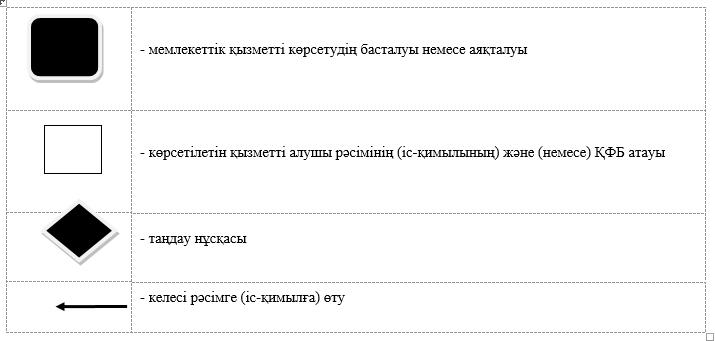 - мемлекеттік қызметті көрсетудің басталуы немесе аяқталуы
- көрсетілетін қызметті алушы рәсімінің (іс-қимылының) және (немесе) ҚФБ атауы
- таңдау нұсқасы
- келесі рәсімге (іс-қимылға) өту